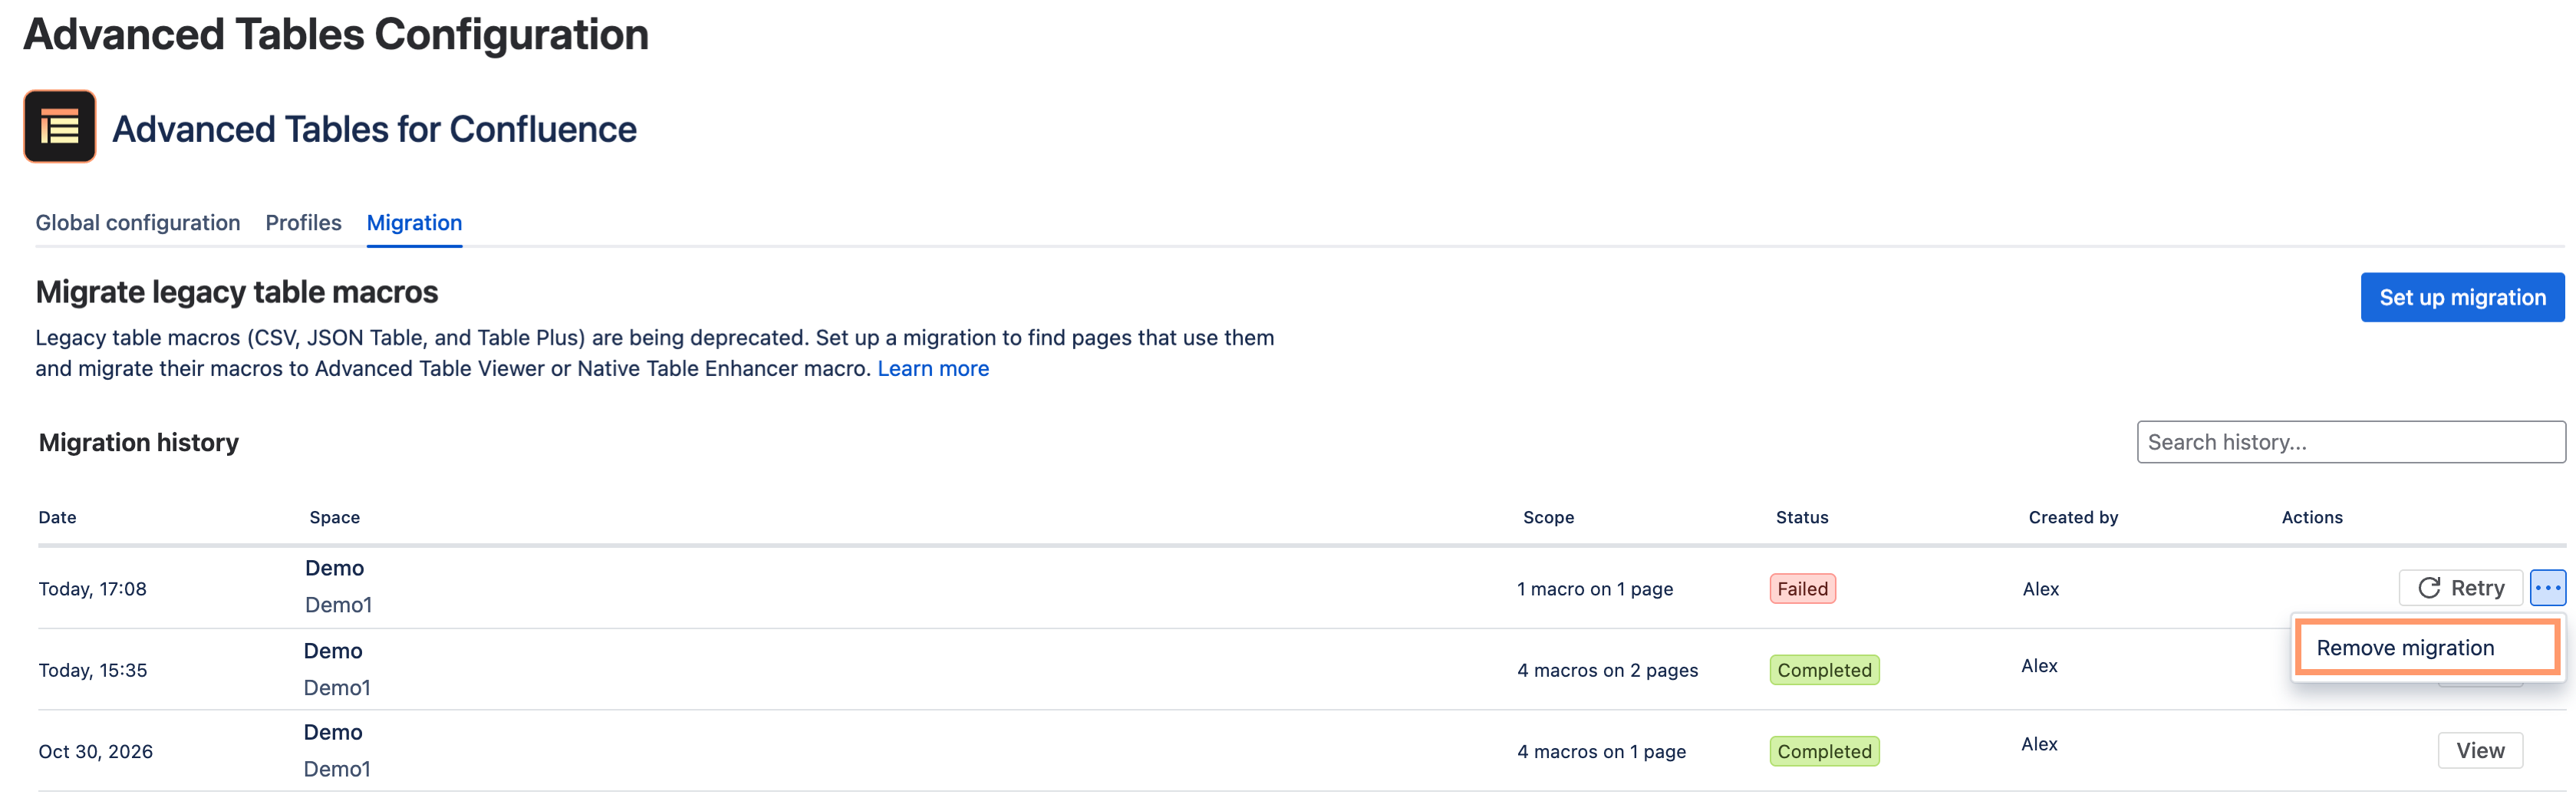 Advanced Tables Configuration
Advanced Tables for Confluence
Global configuration Profiles Migration
Migrate legacy table macros
Set up migration
Legacy table macros (CSV, JSON Table, and Table Plus) are being deprecated. Set up a migration to find pages that use them
and migrate their macros to Advanced Table Viewer or Native Table Enhancer macro. Learn more
Migration history
Search history...
Date Space Scope Status Created by Actions
Today, 17:08 Demo 1 macro on 1 page Failed Alex Retry ...
Demo1
Remove migration
Today, 15:35 Demo 4 macros on 2 pages Completed Alex
Demo1
Oct 30, 2026 Demo 4 macros on 1 page Completed Alex View
Demo1